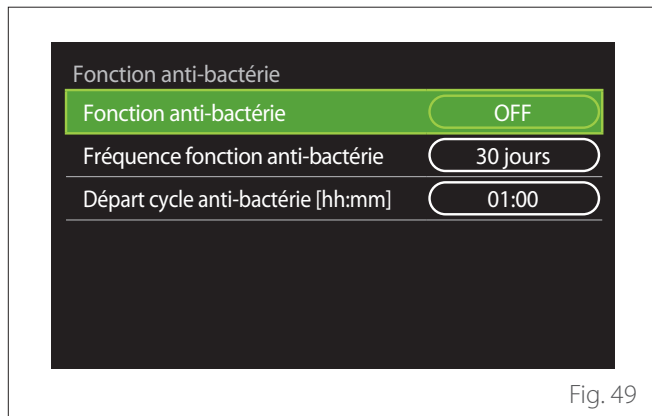 Fonction anti-bactérie
Fonction anti-bactérie OFF
Fréquence fonction anti-bactérie 30 jours
Départ cycle anti-bactérie [hh:mm] 01:00
Fig. 49